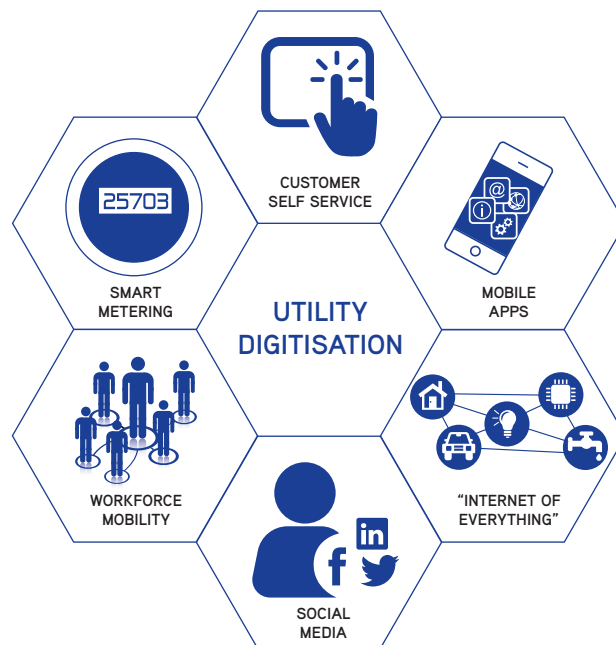 CUSTOMER
SELF SERVICE
25703
SMART
METERING
@
i
MOBILE
APPS
UTILITY
DIGITISATION
WORKFORCE
MOBILITY
"INTERNET OF
EVERYTHING"
in
f
SOCIAL
MEDIA